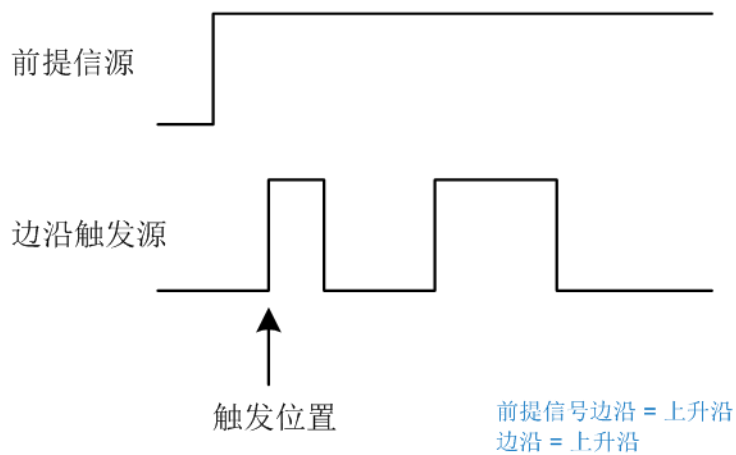 前提信源
边沿触发源
触发位置
前提信号边沿 = 上升沿
边沿 = 上升沿